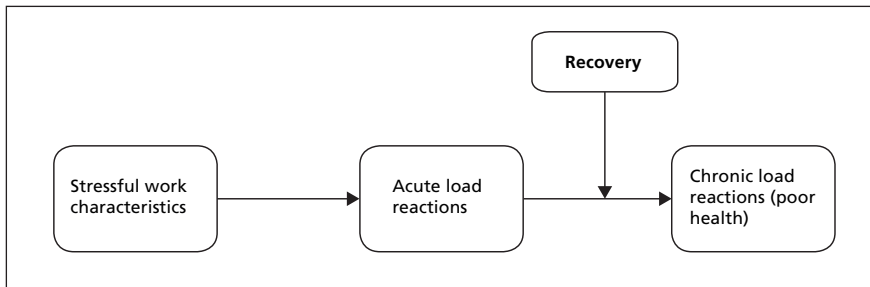 Recovery
Stressful work
characteristics
Acute load
reactions
Chronic load
reactions (poor
health)